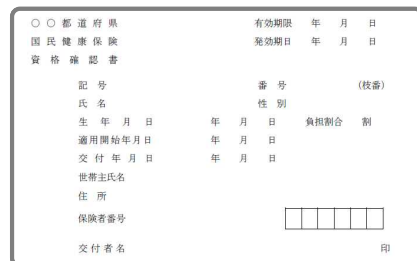 ○○都道府県 有効期限 年 月 日
国民健康保険 発効期日 年 月 日
資格確認書
記号 番号 (枝番)
氏名 性別
生年月日 年 月 日 負担割合 割
適用開始年月日 年 月 日
交付年月日 年 月 日
世帯主氏名
住所
保険者番号
交付者名 印